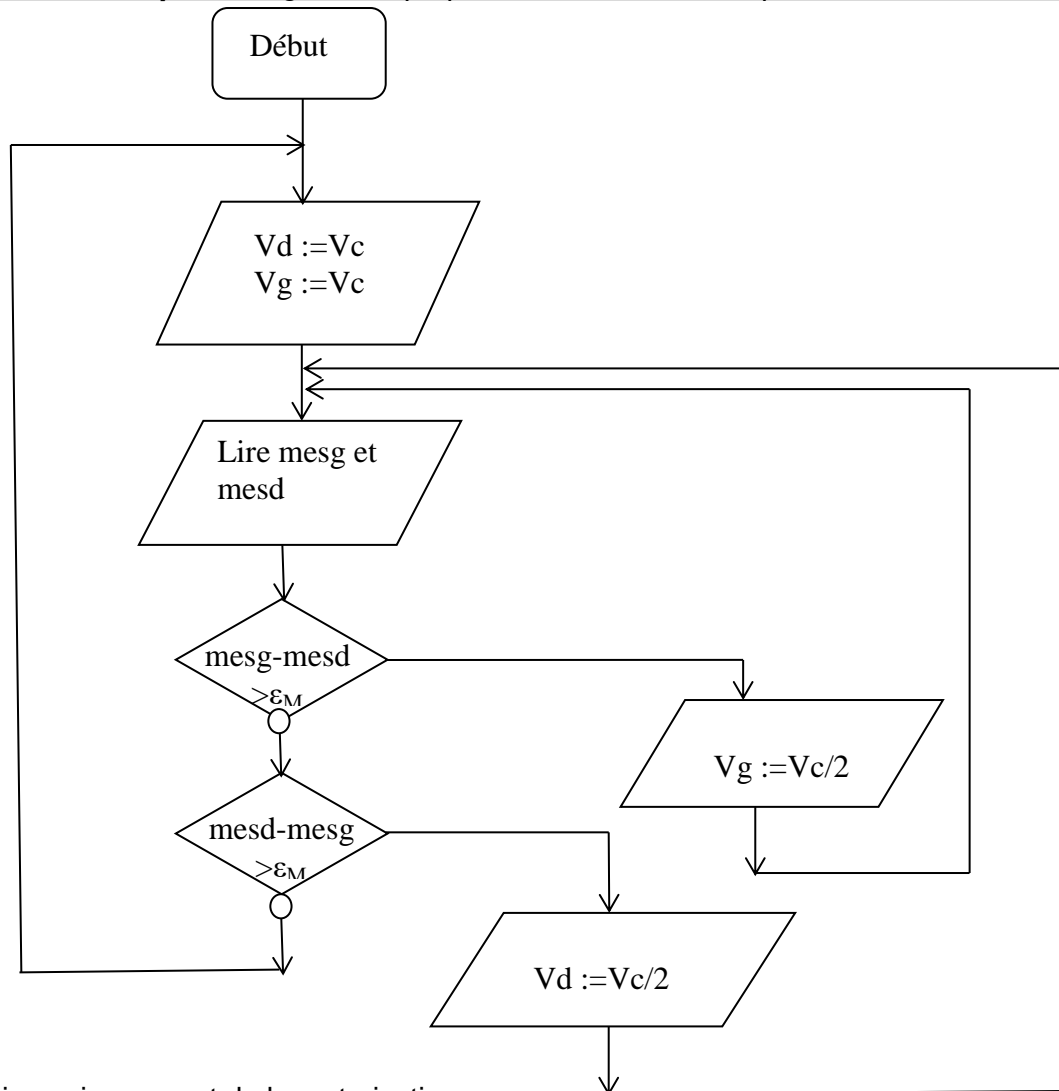 Début
Vd :=Vc
Vg :=Vc
Lire mesg et
mesd
mesg-mesd
>εM
Vg :=Vc/2
mesd-mesg
>εM
Vd :=Vc/2